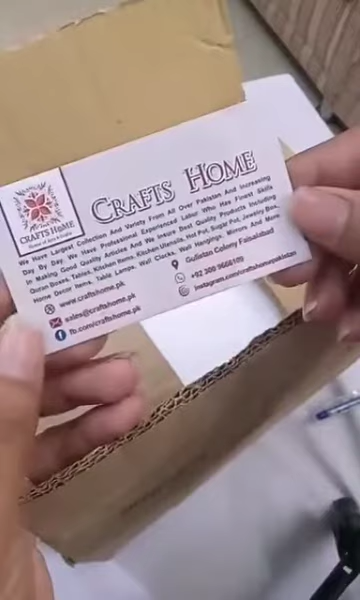 CRAFTS HOME
CRAFTS HOME
We Have Largest Collection And Variety From All Over Pakistan And Increasing
Day By Day. We Have Professional Experienced Labor Who Has Finest Skills
In Making Good Quality Articles And We Insure Best Quality Products Including
Quran Boxes, Tables, Kitchen Items, Kitchen Utensils, Hot Pot, Sugar Pot, Jewelry Box,
Home Decor Items, Table Lamps, Wall Clocks, Wall Hangings, Mirrors And More
www.craftshome.pk
sales@craftshome.pk
fb.com/craftshome.pk
Gulistan Colony Faisalabad
+92 300 9668109
instagram.com/craftshomepakistan